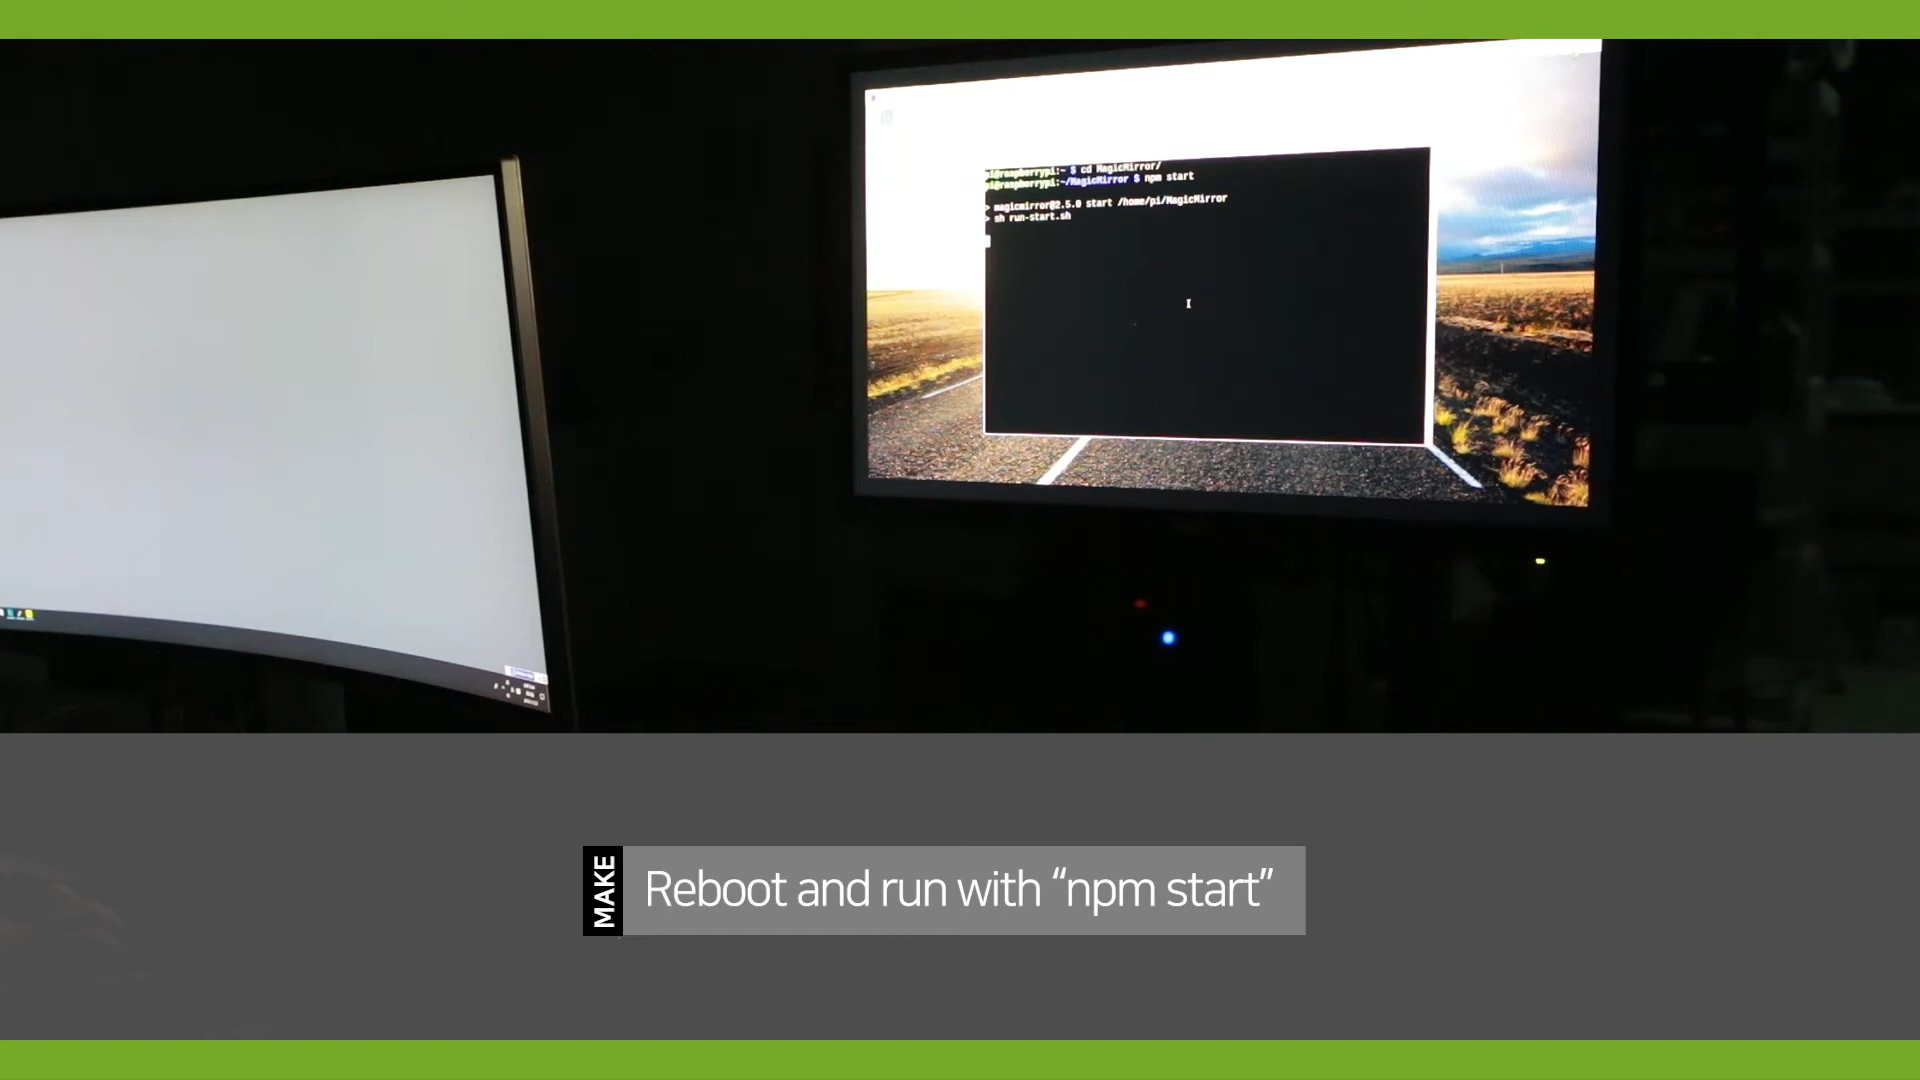 pi@raspberrypi:~ $ cd MagicMirror/
pi@raspberrypi:~/MagicMirror $ npm start
> magicmirror@2.5.0 start /home/pi/MagicMirror
> sh run-start.sh
MAKE
Reboot and run with “npm start”